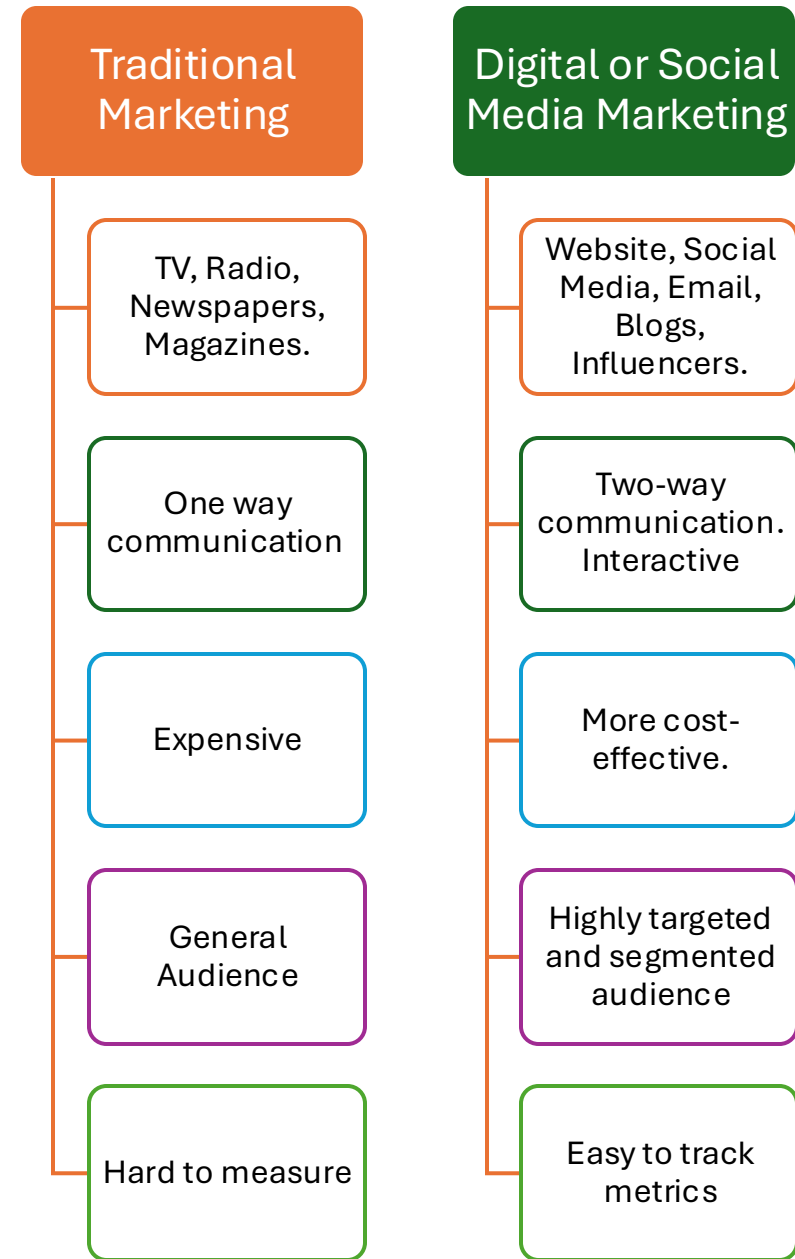 Traditional
Marketing
TV, Radio,
Newspapers,
Magazines.
One way
communication
Expensive
General
Audience
Hard to measure
Digital or Social
Media Marketing
Website, Social
Media, Email,
Blogs,
Influencers.
Two-way
communication.
Interactive
More cost-
effective.
Highly targeted
and segmented
audience
Easy to track
metrics